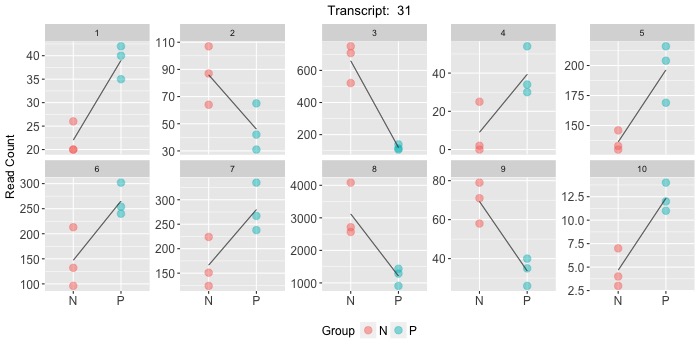 Transcript: 31
1 2 3 4 5
40 35 30 25 20
110 90 70 50 30
600 400 200
40 20 0
200 175 150
Read Count
6 7 8 9 10
300 250 200 150 100
300 250 200 150
4000 3000 2000 1000
80 60 40
12.5 10.0 7.5 5.0 2.5
N P N P N P N P N P
Group N P